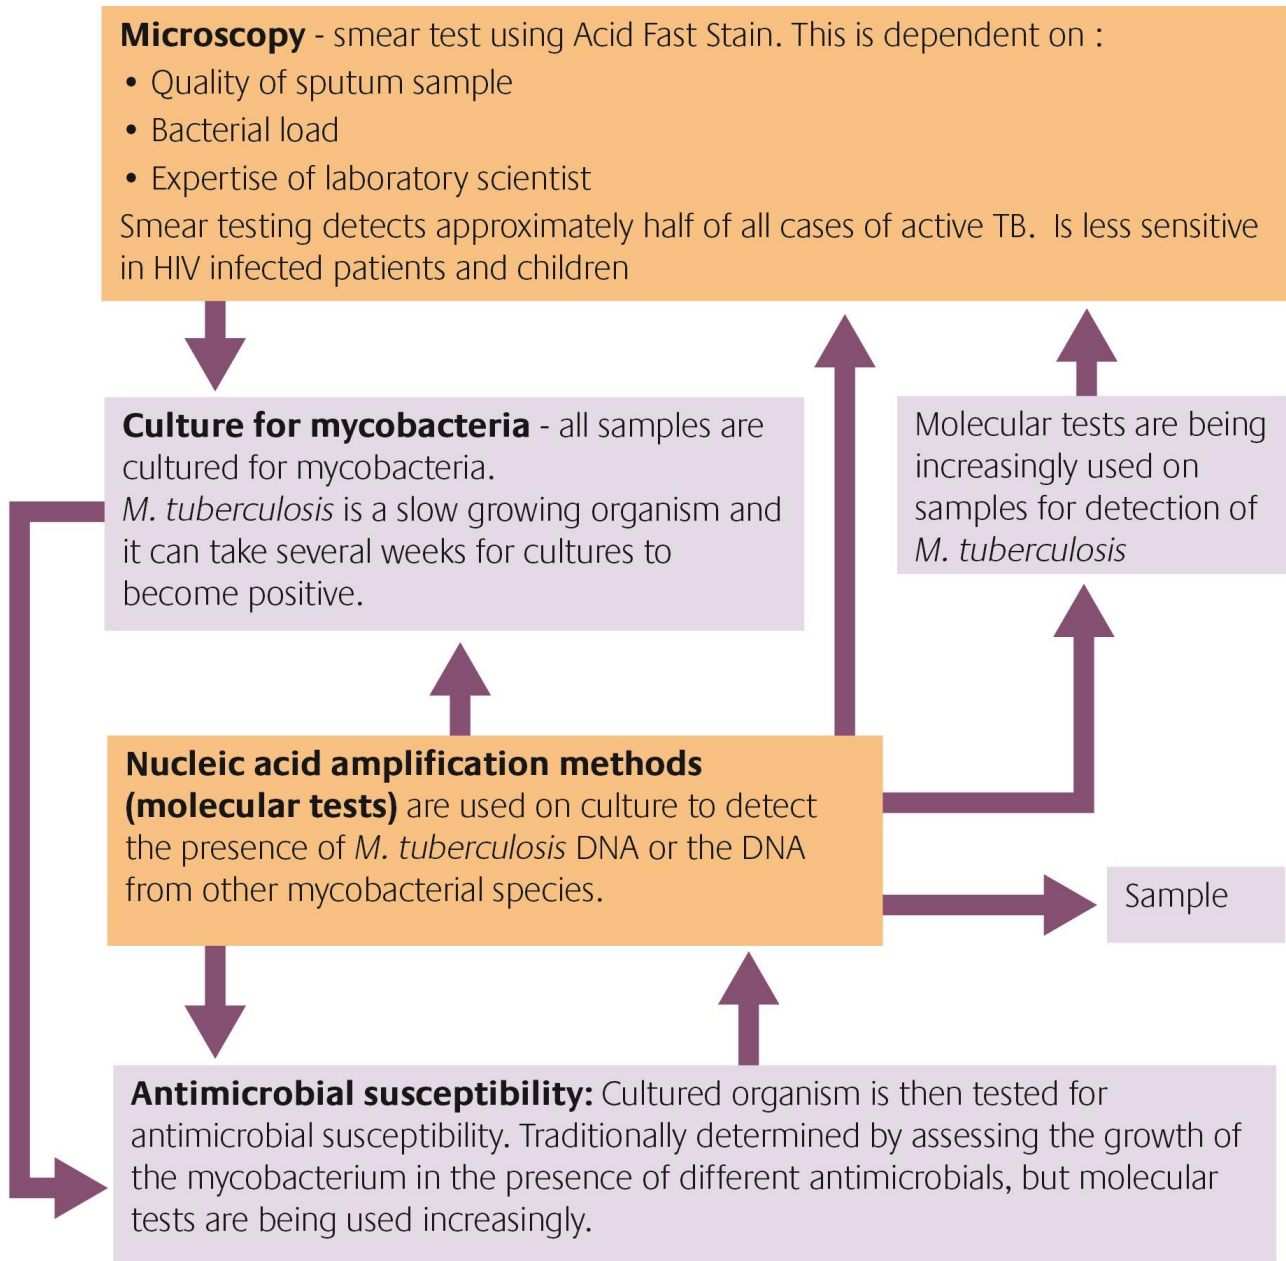 Microscopy - smear test using Acid Fast Stain. This is dependent on :
• Quality of sputum sample
• Bacterial load
• Expertise of laboratory scientist
Smear testing detects approximately half of all cases of active TB.  Is less sensitive
in HIV infected patients and children
Culture for mycobacteria - all samples are
cultured for mycobacteria.
M. tuberculosis is a slow growing organism and
it can take several weeks for cultures to
become positive.
Molecular tests are being
increasingly used on
samples for detection of
M. tuberculosis
Nucleic acid amplification methods
(molecular tests) are used on culture to detect
the presence of M. tuberculosis DNA or the DNA
from other mycobacterial species.
Sample
Antimicrobial susceptibility: Cultured organism is then tested for
antimicrobial susceptibility. Traditionally determined by assessing the growth of
the mycobacterium in the presence of different antimicrobials, but molecular
tests are being used increasingly.